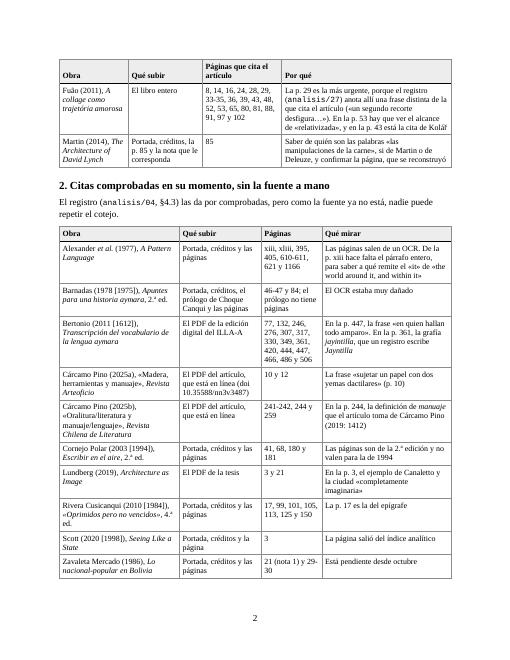 Obra
Qué subir
Páginas que cita el
artículo
Por qué
Fuão (2011), A
collage como
trajetória amorosa
El libro entero
8, 14, 16, 24, 28, 29,
33-35, 36, 39, 43, 48,
52, 53, 65, 80, 81, 88,
91, 97 y 102
La p. 29 es la más urgente, porque el registro
(analisis/27) anota allí una frase distinta de la
que cita el artículo («un segundo recorte
desfigura…»). En la p. 53 hay que ver el alcance
de «relativizada», y en la p. 43 está la cita de Kolář
Martin (2014), The
Architecture of
David Lynch
Portada, créditos, la
p. 85 y la nota que le
corresponda
85
Saber de quién son las palabras «las
manipulaciones de la carne», si de Martin o de
Deleuze, y confirmar la página, que se reconstruyó
2. Citas comprobadas en su momento, sin la fuente a mano
El registro (analisis/04, §4.3) las da por comprobadas, pero como la fuente ya no está, nadie puede
repetir el cotejo.
Obra
Qué subir
Páginas
Qué mirar
Alexander et al. (1977), A Pattern
Language
Portada, créditos y las
páginas
xiii, xliii, 395,
405, 610-611,
621 y 1166
Las páginas salen de un OCR. De la
p. xiii hace falta el párrafo entero,
para saber a qué remite el «it» de «the
world around it, and within it»
Barnadas (1978 [1975]), Apuntes
para una historia aymara, 2.ª ed.
Portada, créditos, el
prólogo de Choque
Canqui y las páginas
46-47 y 84; el
prólogo no tiene
páginas
El OCR estaba muy dañado
Bertonio (2011 [1612]),
Transcripción del vocabulario de
la lengua aymara
El PDF de la edición
digital del ILLA-A
77, 132, 246,
276, 307, 317,
330, 349, 361,
420, 444, 447,
466, 486 y 506
En la p. 447, la frase «en quien hallan
todo amparo». En la p. 361, la grafía
jayintilla, que un registro escribe
Jayntilla
Cárcamo Pino (2025a), «Madera,
herramientas y manuaje», Revista
Arteoficio
El PDF del artículo,
que está en línea (doi
10.35588/nn3v3487)
10 y 12
La frase «sujetar un papel con dos
yemas dactilares» (p. 10)
Cárcamo Pino (2025b),
«Oralitura/literatura y
manuaje/lenguaje», Revista
Chilena de Literatura
El PDF del artículo,
que está en línea
241-242, 244 y
259
En la p. 244, la definición de manuaje
que el artículo toma de Cárcamo Pino
(2019: 1412)
Cornejo Polar (2003 [1994]),
Escribir en el aire, 2.ª ed.
Portada, créditos y las
páginas
41, 68, 180 y
181
Las páginas son de la 2.ª edición y no
valen para la de 1994
Lundberg (2019), Architecture as
Image
El PDF de la tesis
3 y 21
En la p. 3, el ejemplo de Canaletto y
la ciudad «completamente
imaginaria»
Rivera Cusicanqui (2010 [1984]),
«Oprimidos pero no vencidos», 4.ª
ed.
Portada, créditos y las
páginas
17, 99, 101, 105,
113, 125 y 150
La p. 17 es la del epígrafe
Scott (2020 [1998]), Seeing Like a
State
Portada, créditos y la
página
3
La página salió del índice analítico
Zavaleta Mercado (1986), Lo
nacional-popular en Bolivia
Portada, créditos y las
páginas
21 (nota 1) y 29-
30
Está pendiente desde octubre
2